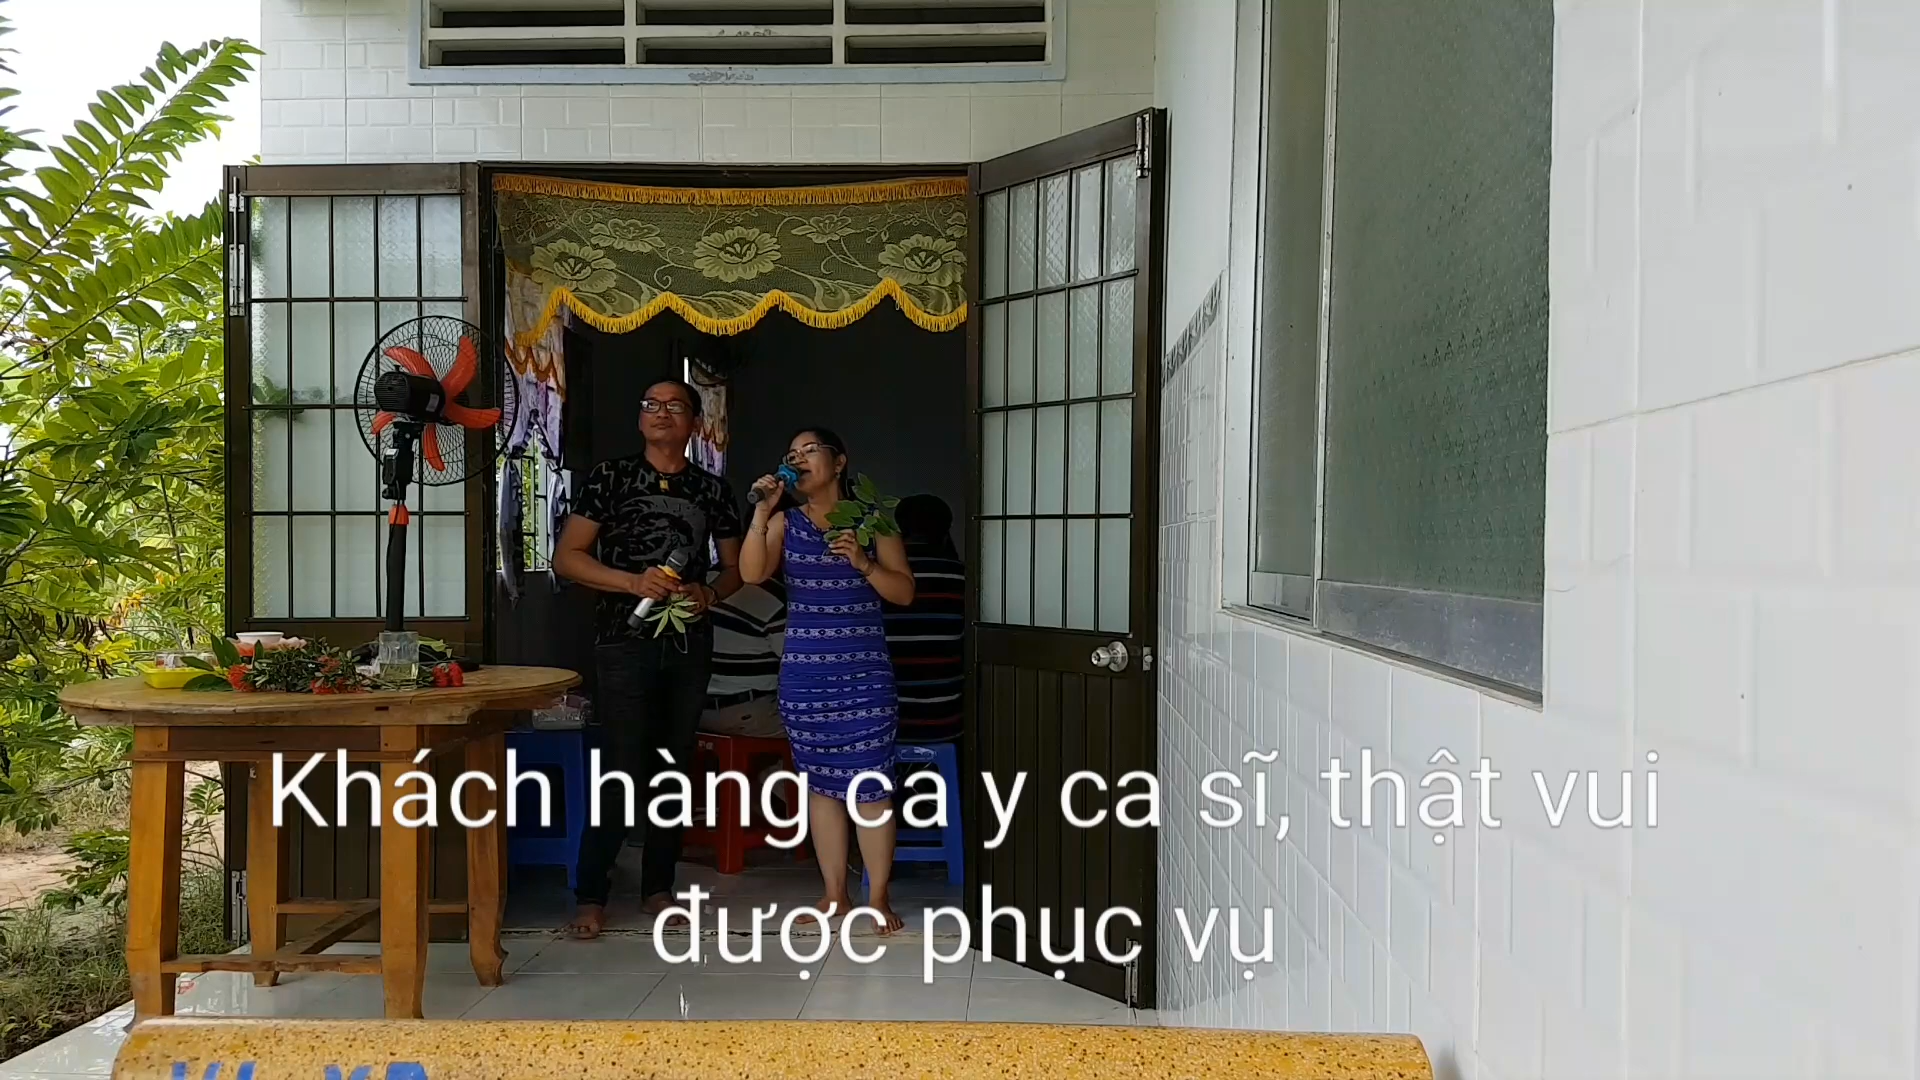 Khách hàng ca y ca sĩ, thật vui
được phục vụ